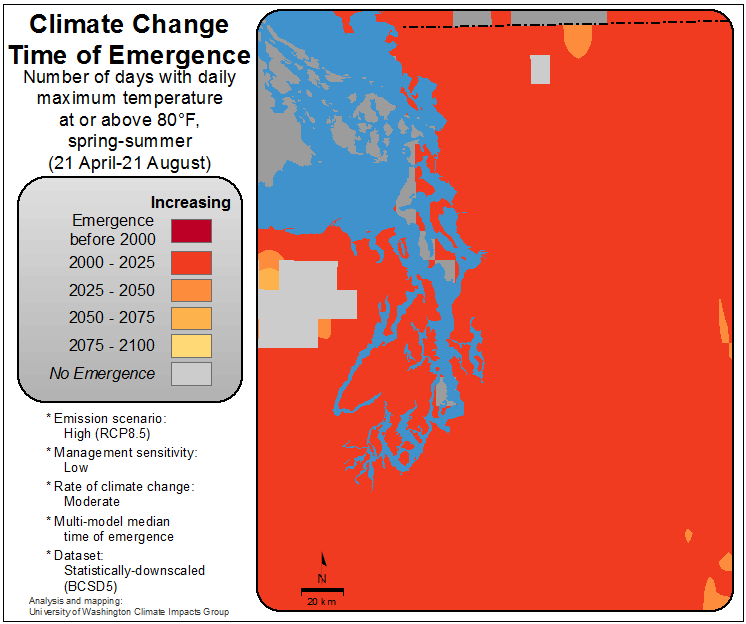 Climate Change
Time of Emergence
Number of days with daily
maximum temperature
at or above 80°F,
spring-summer
(21 April-21 August)
Increasing
Emergence
before 2000
2000 - 2025
2025 - 2050
2050 - 2075
2075 - 2100
No Emergence
* Emission scenario:
High (RCP8.5)
* Management sensitivity:
Low
* Rate of climate change:
Moderate
* Multi-model median
time of emergence
* Dataset:
Statistically-downscaled
(BCSD5)
Analysis and mapping:
University of Washington Climate Impacts Group
N
20 km